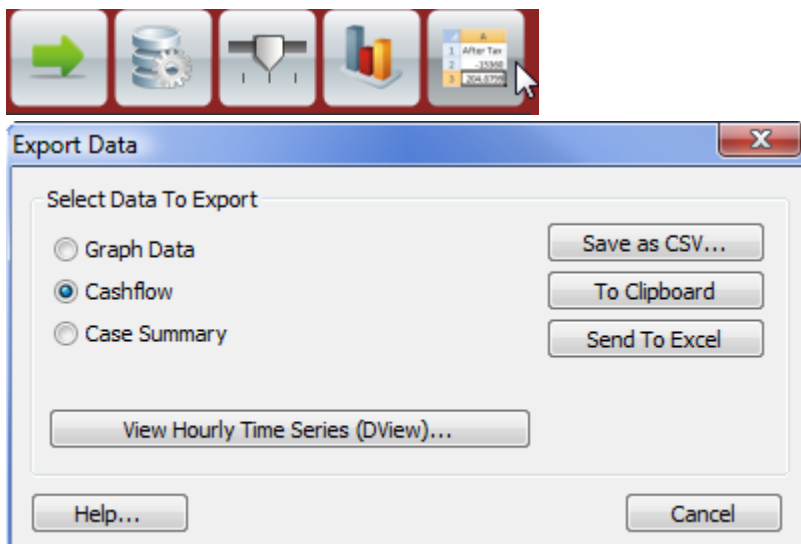 A
1 After Tax
2 -15360
3 204.8799
Export Data
Select Data To Export
Graph Data
Cashflow
Case Summary
Save as CSV...
To Clipboard
Send To Excel
View Hourly Time Series (DView)...
Help...
Cancel